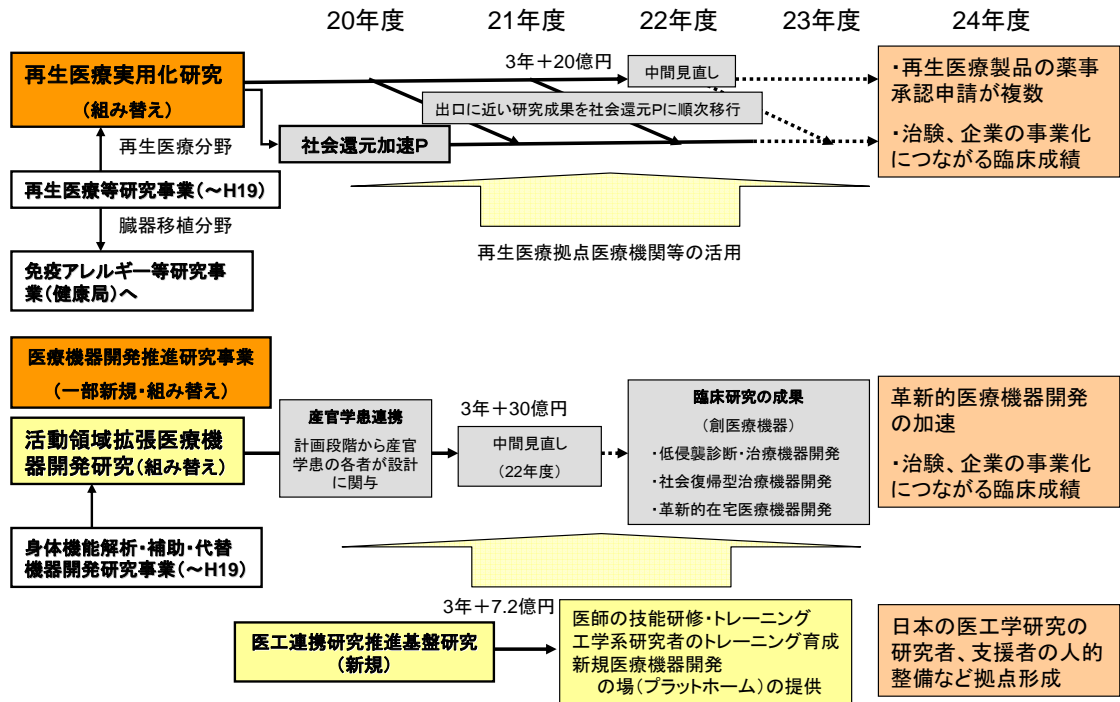 20年度 21年度 22年度 23年度 24年度
再生医療実用化研究
(組み替え)
3年+20億円
中間見直し
出口に近い研究成果を社会還元Pに順次移行
社会還元加速P
・再生医療製品の薬事
承認申請が複数
・治験、企業の事業化
につながる臨床成績
再生医療分野
再生医療等研究事業(~H19)
臓器移植分野
免疫アレルギー等研究事
業(健康局)へ
再生医療拠点医療機関等の活用
医療機器開発推進研究事業
(一部新規・組み替え)
活動領域拡張医療機
器開発研究(組み替え)
産官学患連携
計画段階から産官
学患の各者が設計
に関与
3年+30億円
中間見直し
(22年度)
臨床研究の成果
(創医療機器)
・低侵襲診断・治療機器開発
・社会復帰型治療機器開発
・革新的在宅医療機器開発
革新的医療機器開発
の加速
・治験、企業の事業化
につながる臨床成績
身体機能解析・補助・代替
機器開発研究事業(~H19)
3年+7.2億円
医工連携研究推進基盤研究
(新規)
医師の技能研修・トレーニング
工学系研究者のトレーニング育成
新規医療機器開発
の場(プラットホーム)の提供
日本の医工学研究の
研究者、支援者の人的
整備など拠点形成